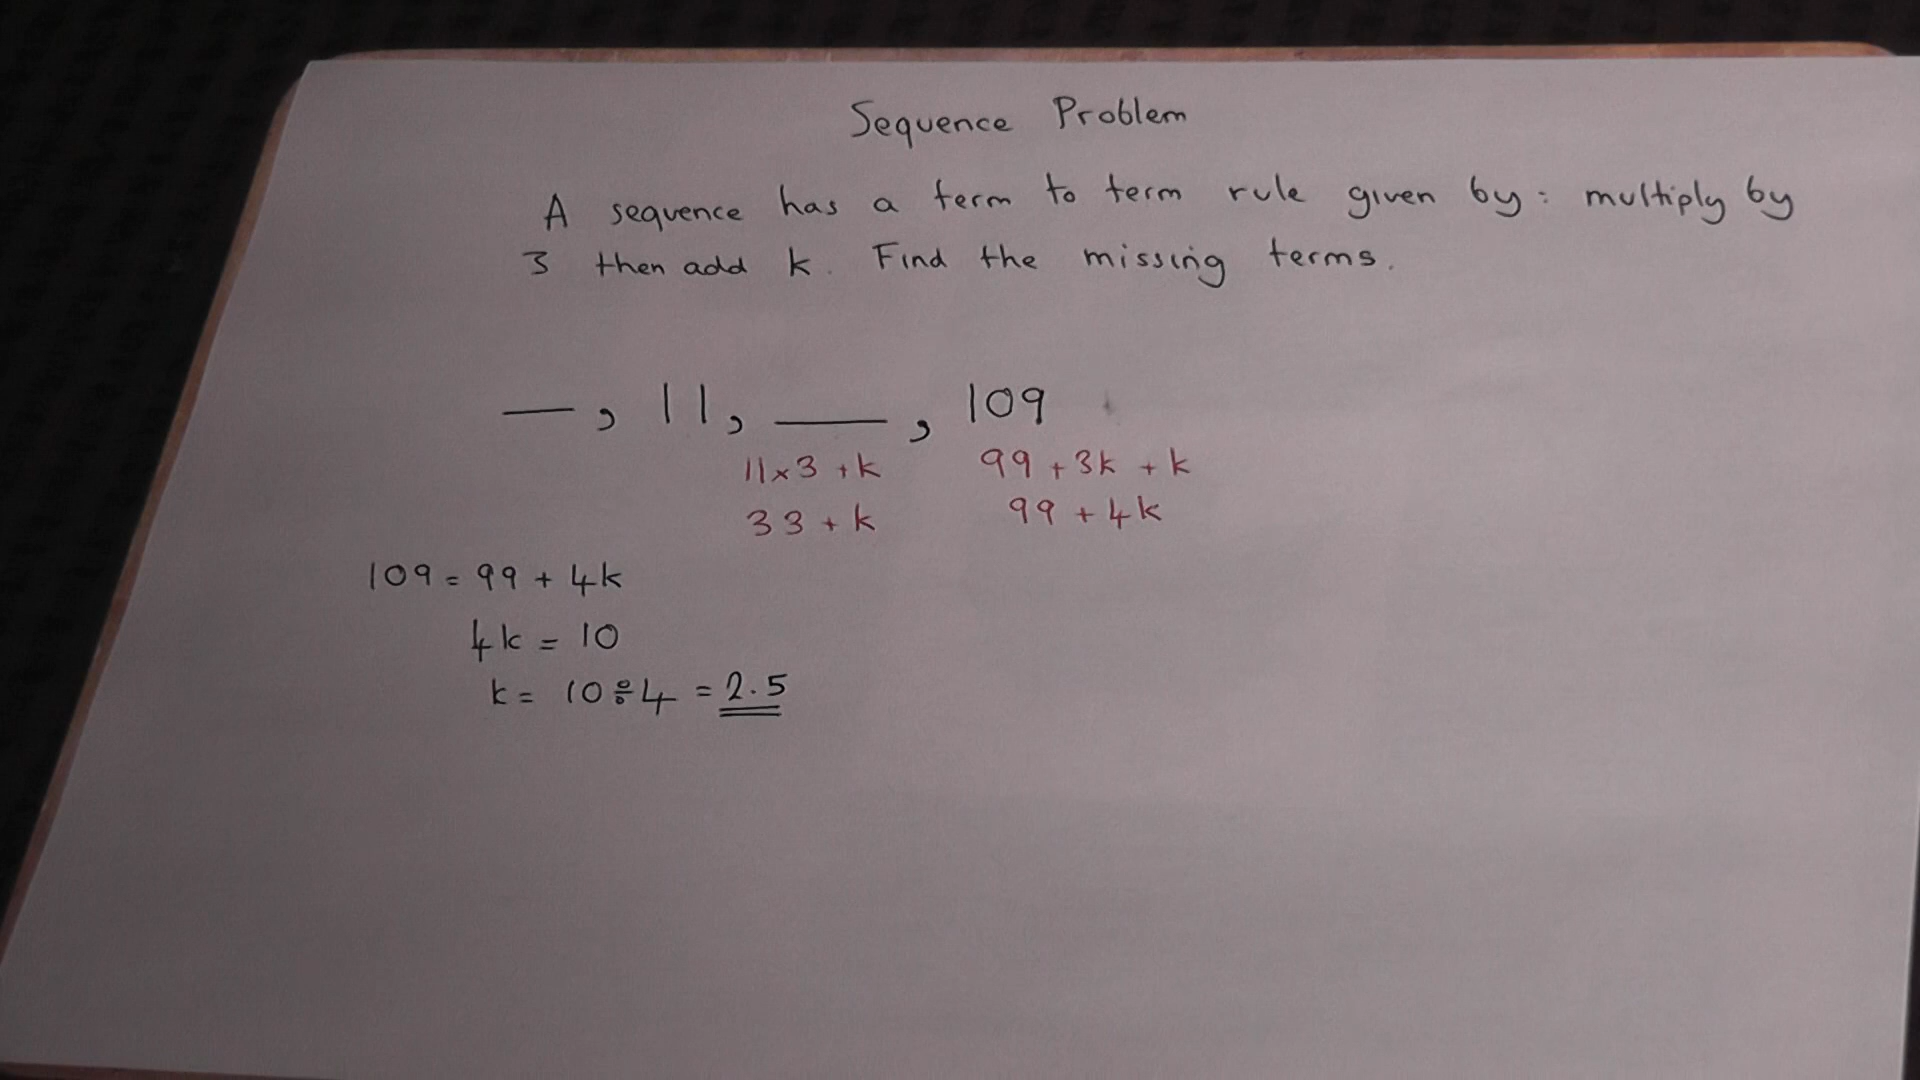 Sequence Problem
A sequence has a term to term rule given by: multiply by
3 then add k. Find the missing terms.
__, 11, ___, 109
11×3 + k 99 + 3k + k
33 + k 99 + 4k
109 = 99 + 4k
4k = 10
k = 10 ÷ 4 = 2.5